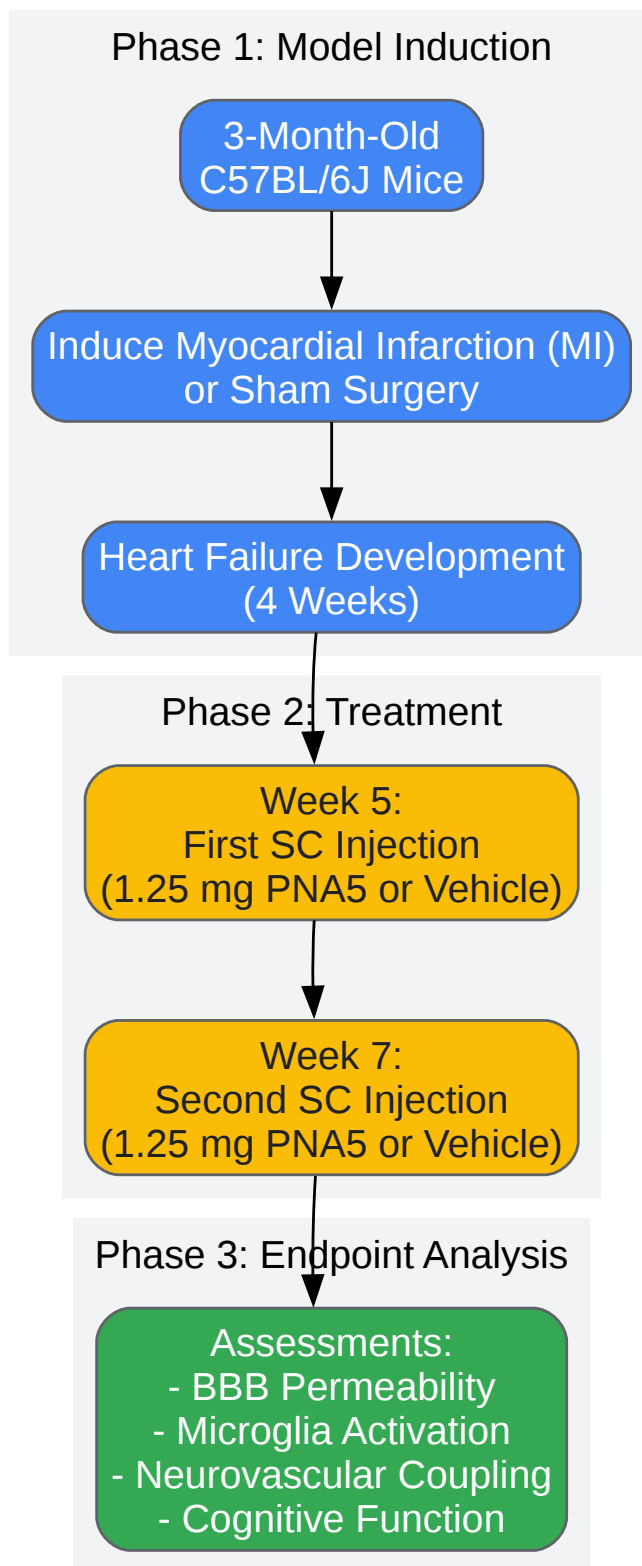 Phase 1: Model Induction
3-Month-Old
C57BL/6J Mice
Induce Myocardial Infarction (MI)
or Sham Surgery
Heart Failure Development
(4 Weeks)
Phase 2: Treatment
Week 5:
First SC Injection
(1.25 mg PNA5 or Vehicle)
Week 7:
Second SC Injection
(1.25 mg PNA5 or Vehicle)
Phase 3: Endpoint Analysis
Assessments:
- BBB Permeability
- Microglia Activation
- Neurovascular Coupling
- Cognitive Function